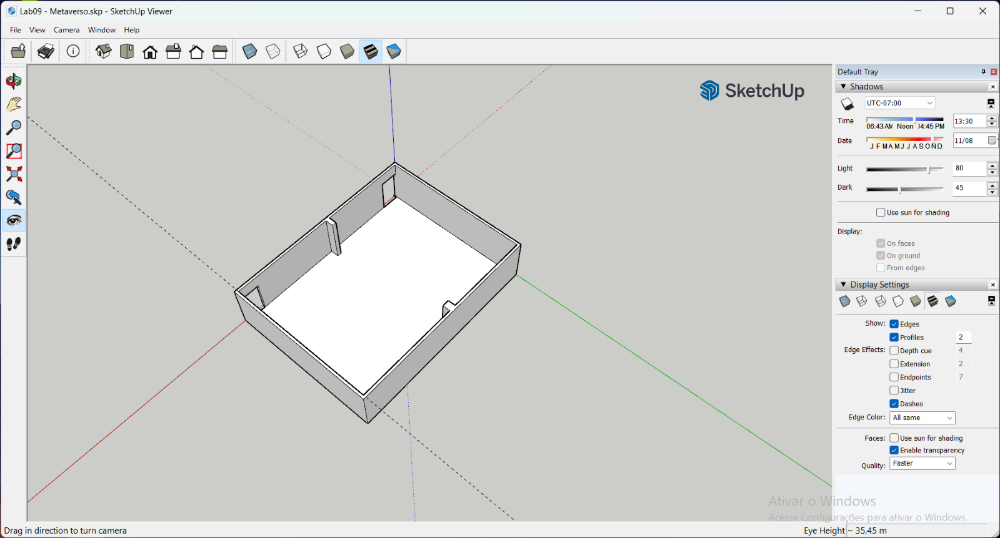 Lab09 - Metaverso.skp - SketchUp Viewer
File View Camera Window Help
SketchUp
Default Tray
Shadows
UTC-07:00
Time
06:43 AM Noon 04:45 PM
13:30
Date
J F M A M J J A S O N D
11/08
Light
80
Dark
45
Use sun for shading
Display:
On faces
On ground
From edges
Display Settings
Show: Edges
Profiles 2
Edge Effects: Depth cue 4
Extension 2
Endpoints 7
Jitter
Dashes
Edge Color: All same
Faces: Use sun for shading
Enable transparency
Quality: Faster
Ativar o Windows
Acesse Configurações para ativar o Windows.
Drag in direction to turn camera
Eye Height ~ 35,45 m